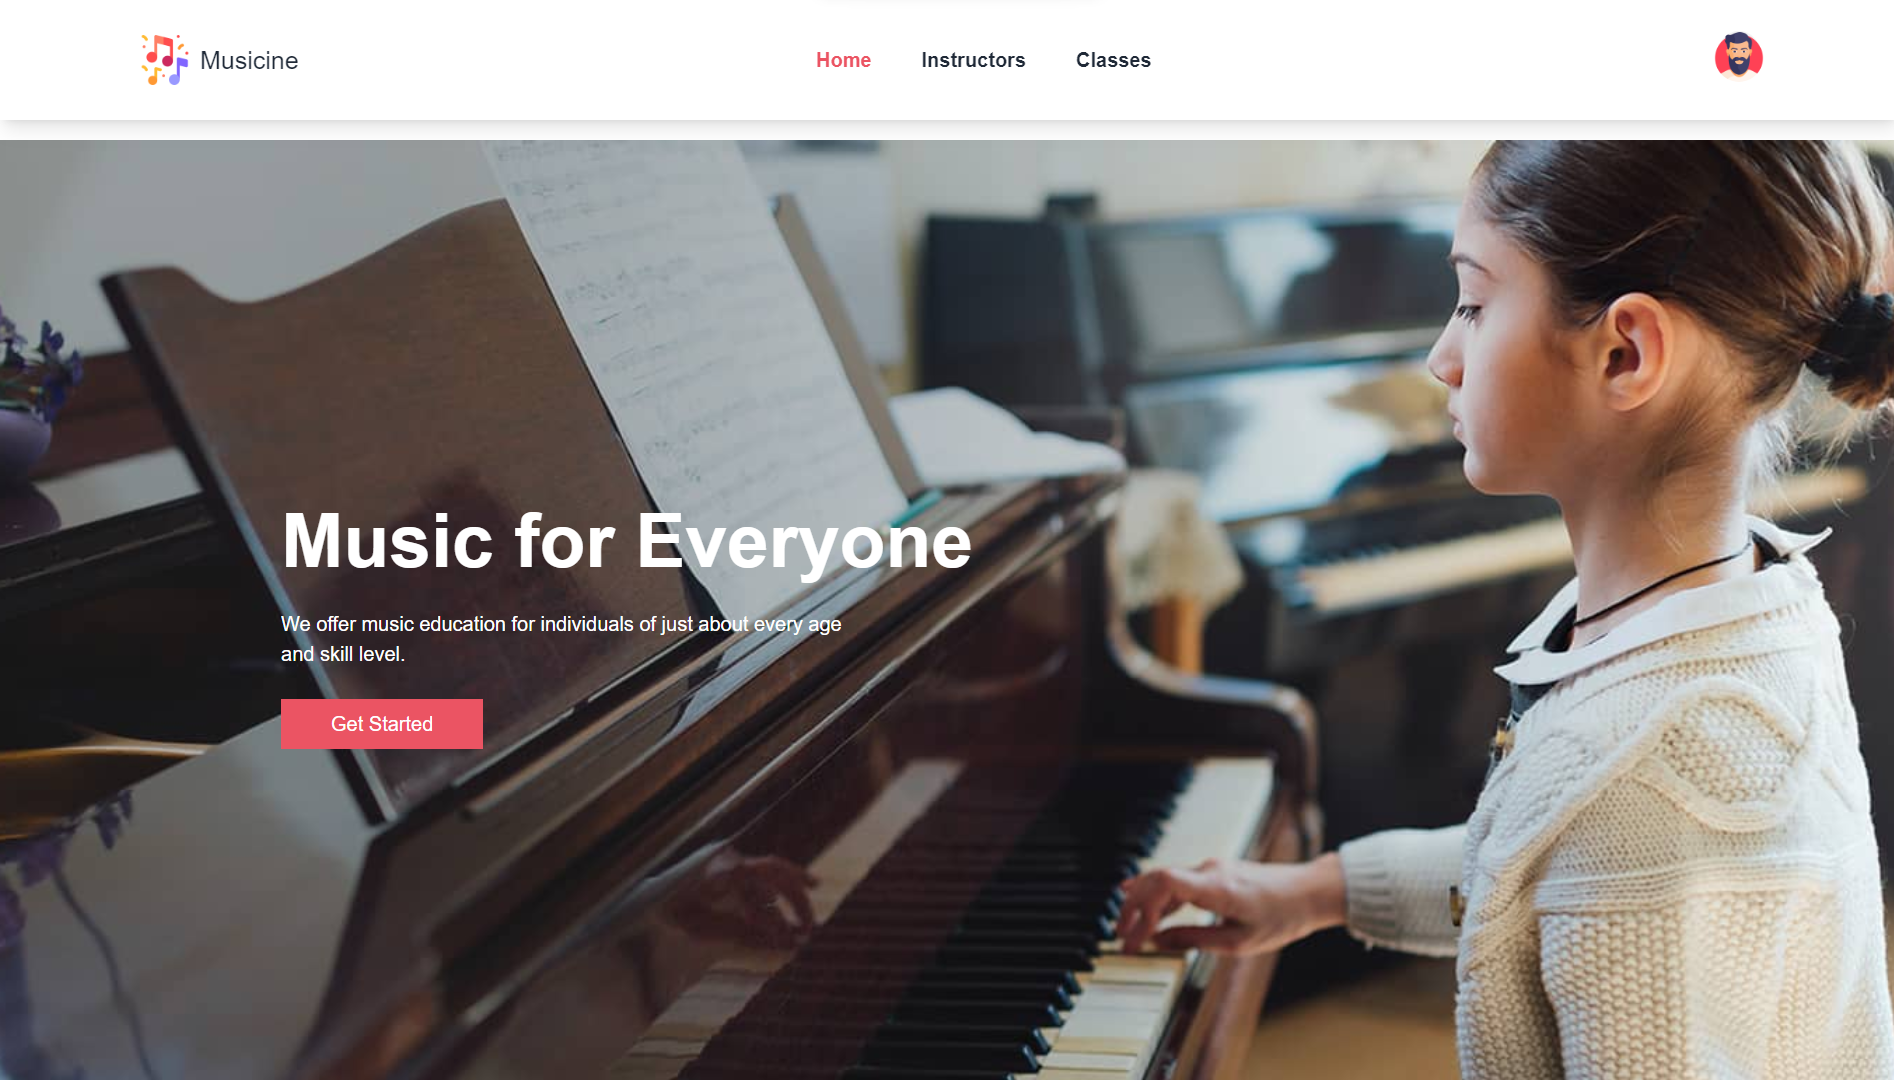 Musicine
Home
Instructors
Classes
Music for Everyone
We offer music education for individuals of just about every age
and skill level.
Get Started